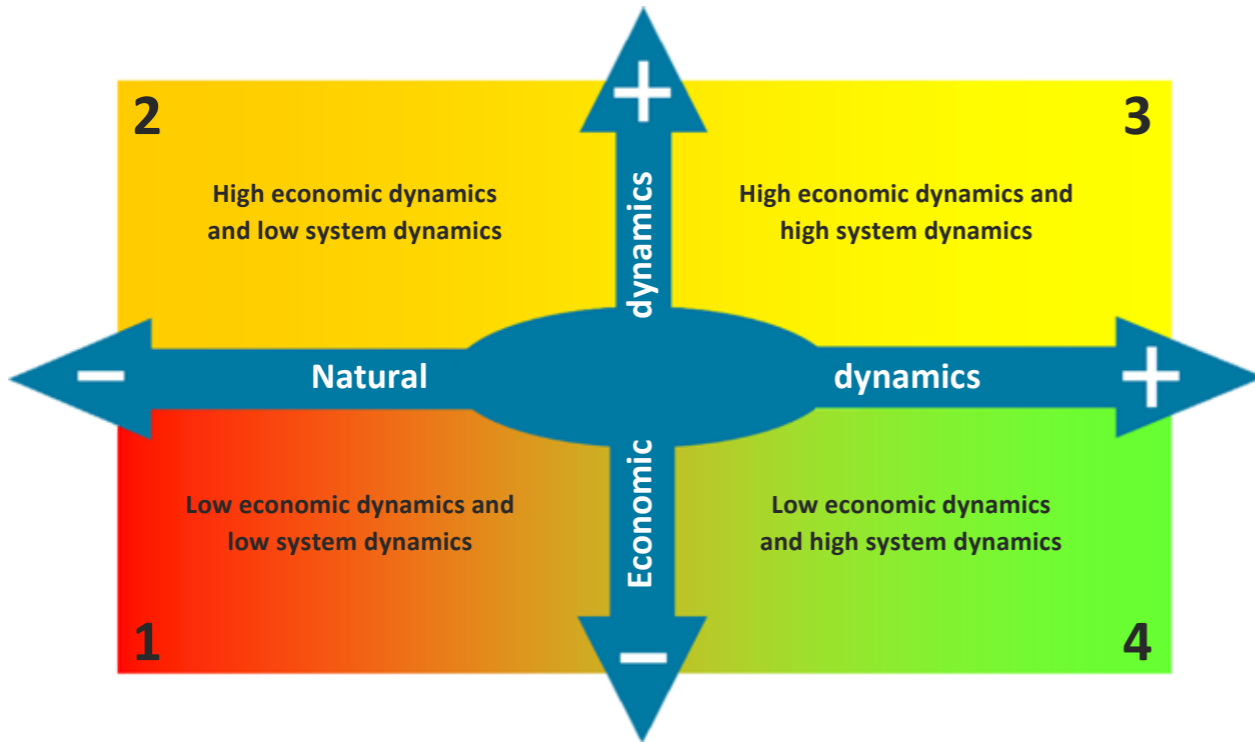 2
3
High economic dynamics
and low system dynamics
High economic dynamics and
high system dynamics
+
dynamics
−
Natural
dynamics
+
Economic
−
Low economic dynamics and
low system dynamics
Low economic dynamics
and high system dynamics
1
4